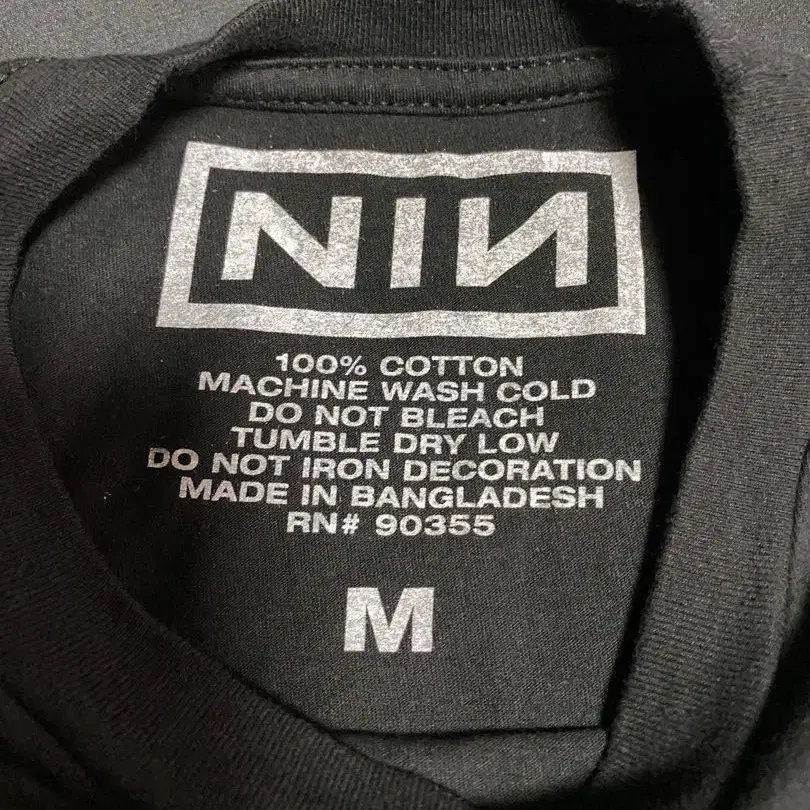 NIN
100% COTTON
MACHINE WASH COLD
DO NOT BLEACH
TUMBLE DRY LOW
DO NOT IRON DECORATION
MADE IN BANGLADESH
RN# 90355
M